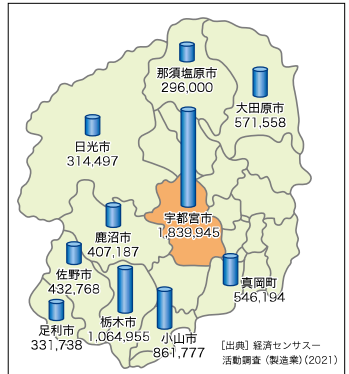 那須塩原市
296,000
大田原市
571,558
日光市
314,497
宇都宮市
1,839,945
鹿沼市
407,187
佐野市
432,768
真岡町
546,194
足利市
331,738
栃木市
1,064,955
小山市
861,777
［出典］経済センサスー
活動調査（製造業）（2021）